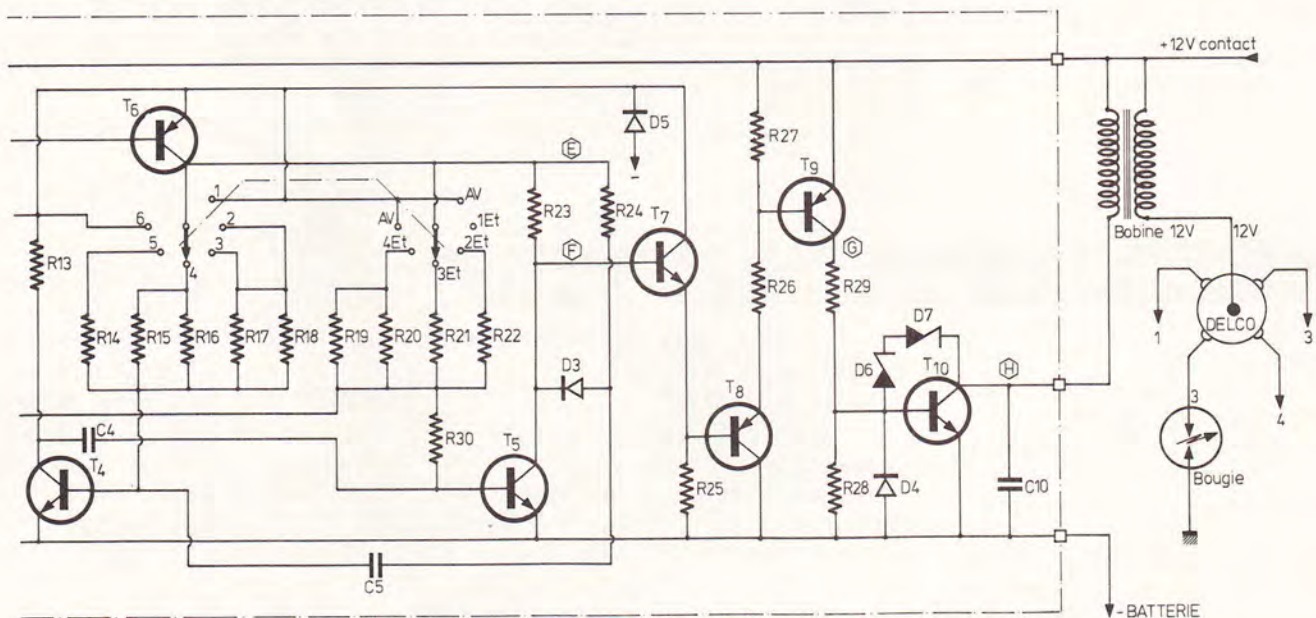 +12V contact
T6
D5
R27
E
1
AV
R23
R24
T7
T9
6
2
AV
1Et
5
3
4Et
2Et
F
G
Bobine 12V
12V
R13
4
3Et
R26
R29
D7
DELCO
1
3
R14
R15
R16
R17
R18
R19
R20
R21
R22
D3
D6
T10
H
T8
3
4
C4
R30
T5
T4
R25
R28
D4
C10
Bougie
C5
- BATTERIE